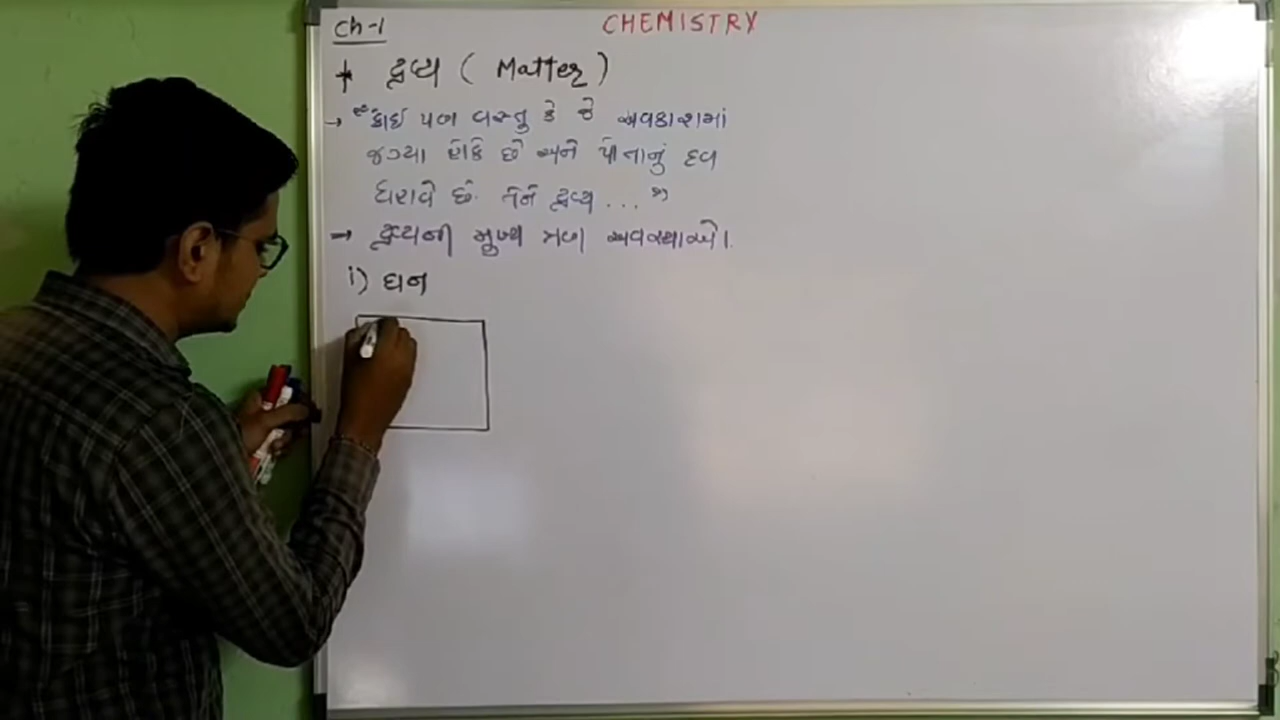 Ch-1
CHEMISTRY
* દ્રવ્ય ( Matter )
→ "કોઈ પણ વસ્તુ કે જે અવકાશમાં
જગ્યા રોકે છે અને પોતાનું દળ
ધરાવે છે. તેને દ્રવ્ય ... "
→ દ્રવ્યની મુખ્ય ત્રણ અવસ્થાઓ।.
i) ઘન